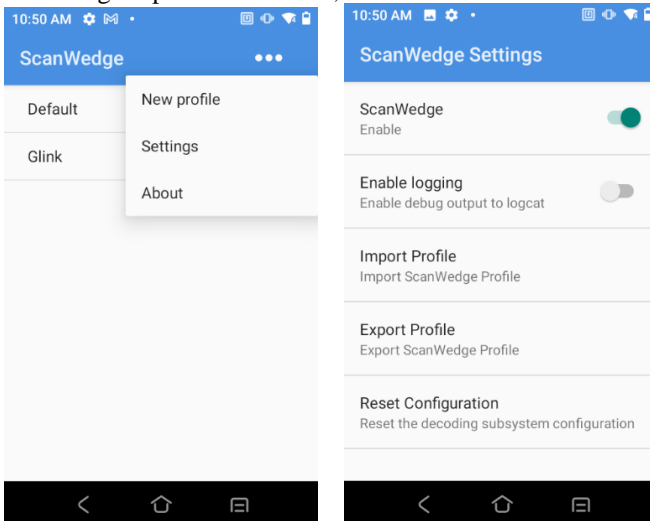 10:50 AM
ScanWedge
Default
Glink
New profile
Settings
About
10:50 AM
ScanWedge Settings
ScanWedge
Enable
Enable logging
Enable debug output to logcat
Import Profile
Import ScanWedge Profile
Export Profile
Export ScanWedge Profile
Reset Configuration
Reset the decoding subsystem configuration